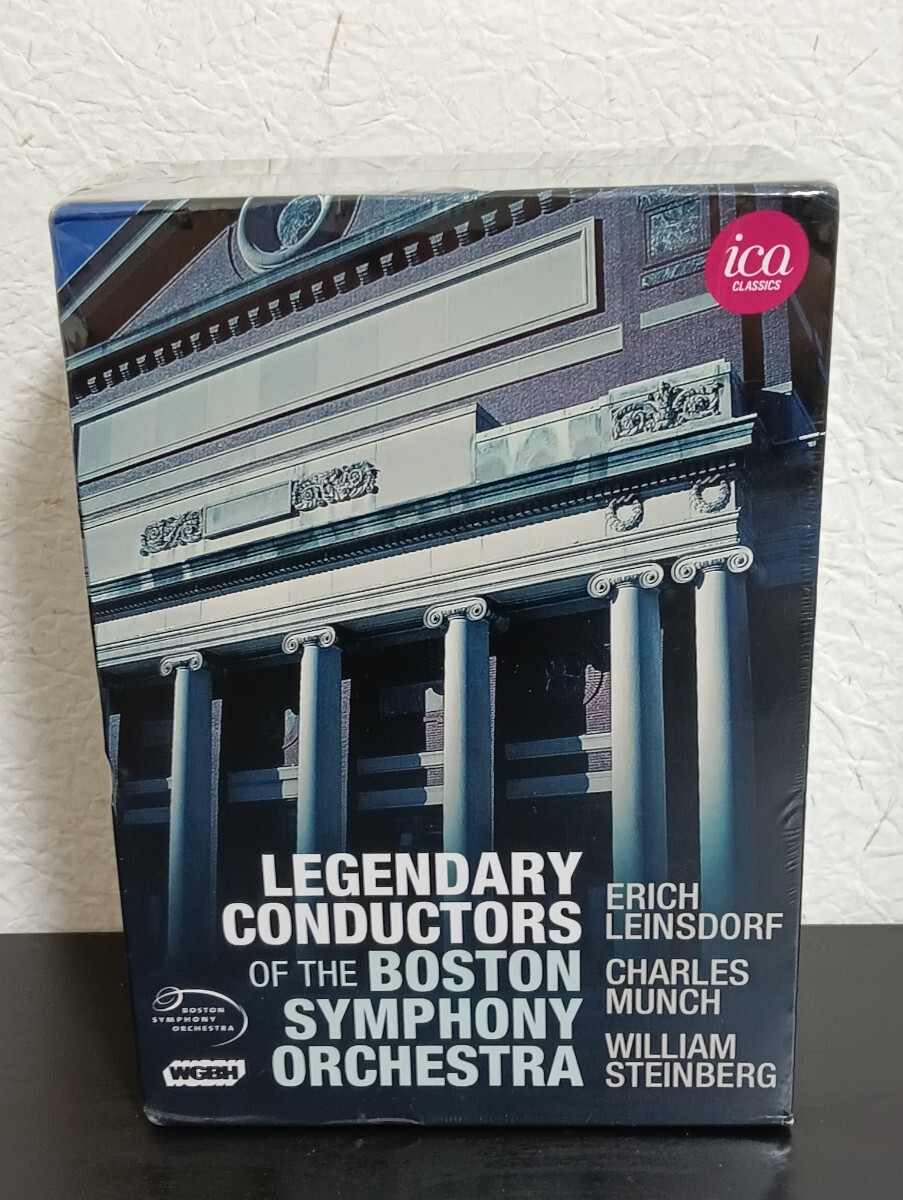 ica
CLASSICS
LEGENDARY
CONDUCTORS
OF THE BOSTON
SYMPHONY
ORCHESTRA
ERICH
LEINSDORF
CHARLES
MUNCH
WILLIAM
STEINBERG
BOSTON
SYMPHONY
ORCHESTRA
WGBH